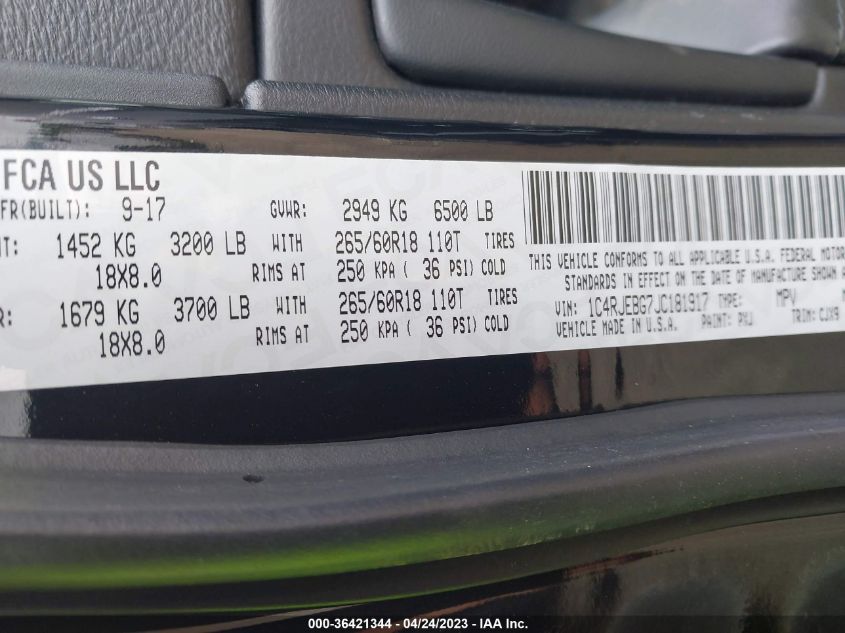 FCA US LLC
FR(BUILT): 9-17 GVWR: 2949 KG 6500 LB
NT: 1452 KG 3200 LB WITH 265/60R18 110T TIRES
18X8.0 RIMS AT 250 KPA ( 36 PSI) COLD
R: 1679 KG 3700 LB WITH 265/60R18 110T TIRES
18X8.0 RIMS AT 250 KPA ( 36 PSI) COLD
THIS VEHICLE CONFORMS TO ALL APPLICABLE U.S.A. FEDERAL MOTOR
STANDARDS IN EFFECT ON THE DATE OF MANUFACTURE SHOWN A
VIN: 1C4RJEBG7JC181917 TYPE: MPV
VEHICLE MADE IN U.S.A. PAINT: PXJ TRIM: CJX9
000-36421344 - 04/24/2023 - IAA Inc.